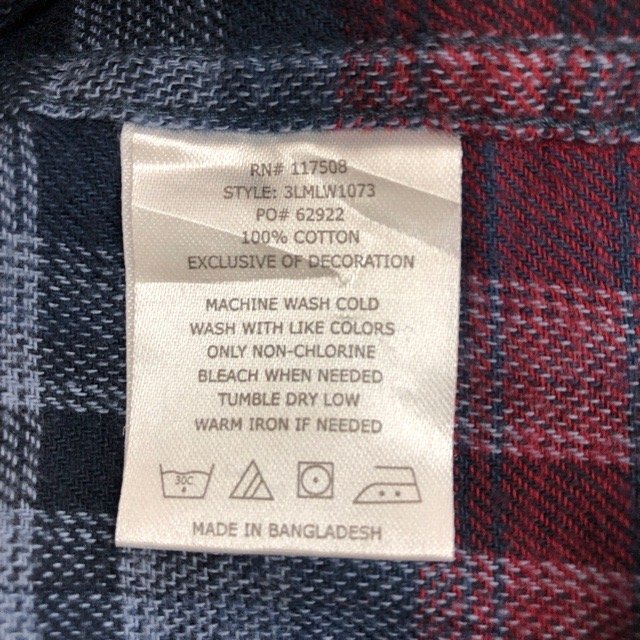 RN# 117508
STYLE: 3LMLW1073
PO# 62922
100% COTTON
EXCLUSIVE OF DECORATION
MACHINE WASH COLD
WASH WITH LIKE COLORS
ONLY NON-CHLORINE
BLEACH WHEN NEEDED
TUMBLE DRY LOW
WARM IRON IF NEEDED
30C
MADE IN BANGLADESH